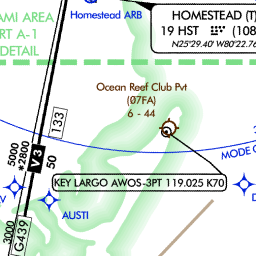 Homestead ARB
HOMESTEAD (T)
19 HST
(108
N25°29.40' W80°22.76
AMI AREA
RT A-1
DETAIL
Ocean Reef Club Pvt
(07FA)
6 - 44
133
V 3
5000
*2800
50
MODE C
KEY LARGO AWOS-3PT 119.025 K70
AUSTI
3000
G439